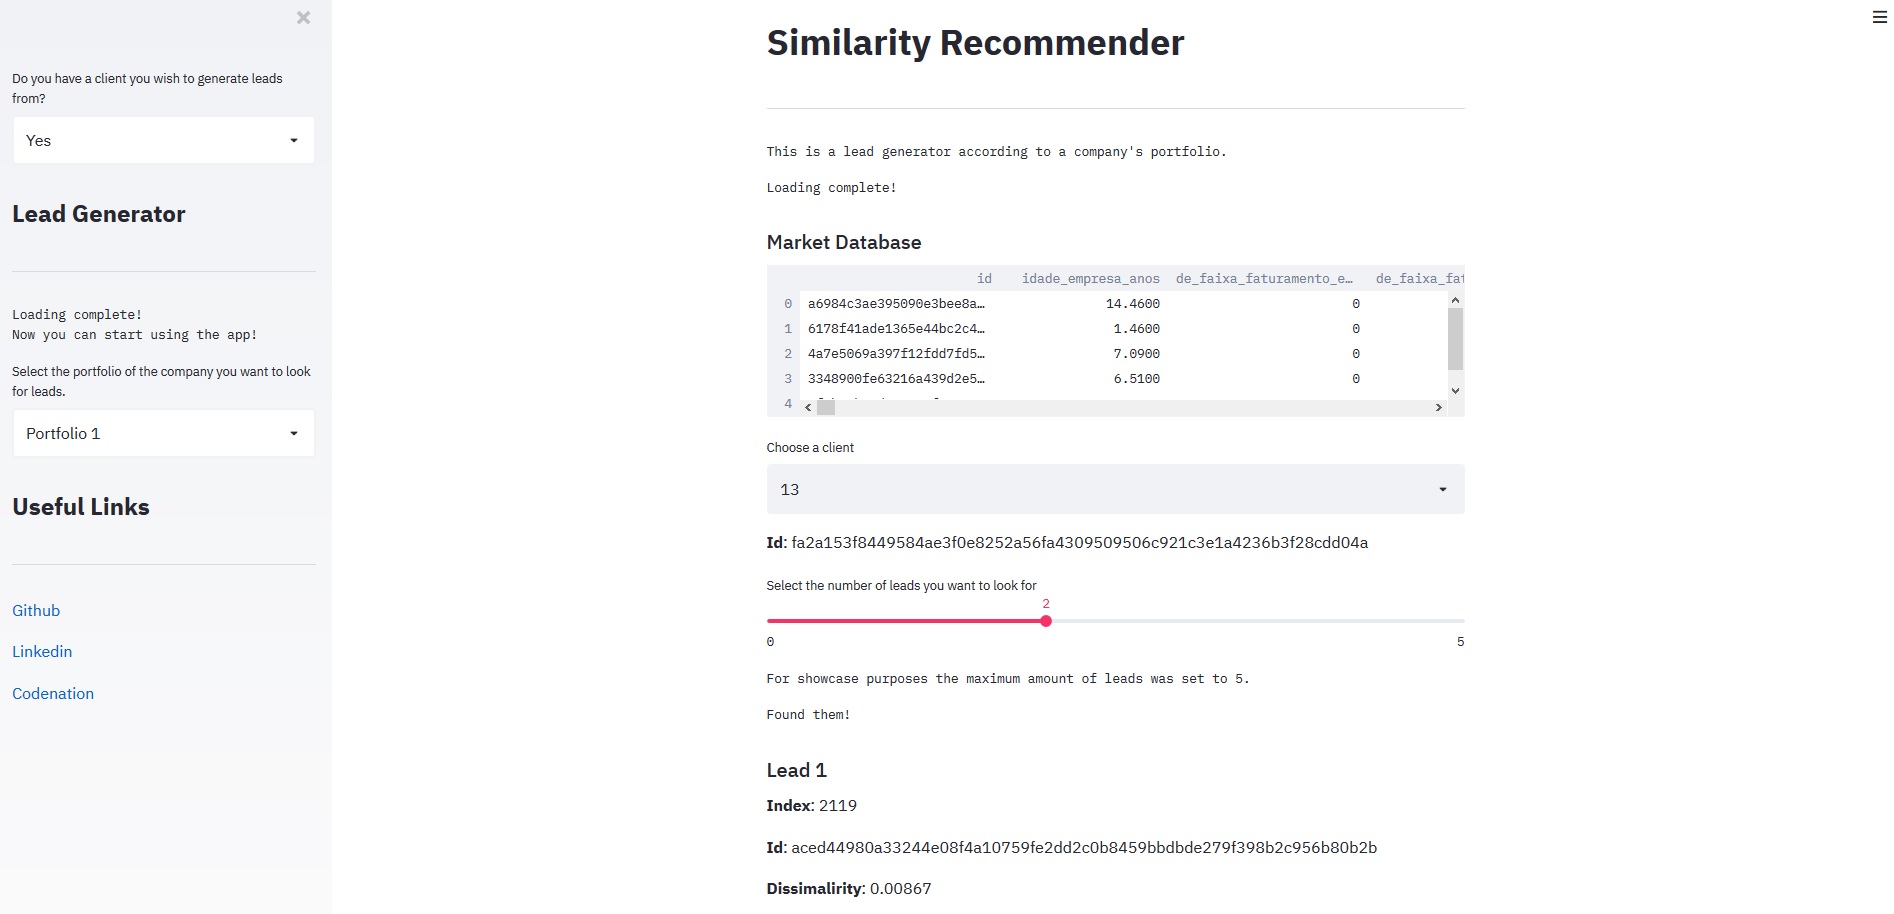 Do you have a client you wish to generate leads
from?
Yes
Lead Generator
Loading complete!
Now you can start using the app!
Select the portfolio of the company you want to look
for leads.
Portfolio 1
Useful Links
Github
Linkedin
Codenation
Similarity Recommender
This is a lead generator according to a company's portfolio.
Loading complete!
Market Database
id idade_empresa_anos de_faixa_faturamento_e… de_faixa_fat
0 a6984c3ae395090e3bee8a… 14.4600 0
1 6178f41ade1365e44bc2c4… 1.4600 0
2 4a7e5069a397f12fdd7fd5… 7.0900 0
3 3348900fe63216a439d2e5… 6.5100 0
4
Choose a client
13
Id: fa2a153f8449584ae3f0e8252a56fa4309509506c921c3e1a4236b3f28cdd04a
Select the number of leads you want to look for
2
0 5
For showcase purposes the maximum amount of leads was set to 5.
Found them!
Lead 1
Index: 2119
Id: aced44980a33244e08f4a10759fe2dd2c0b8459bbdbde279f398b2c956b80b2b
Dissimalirity: 0.00867